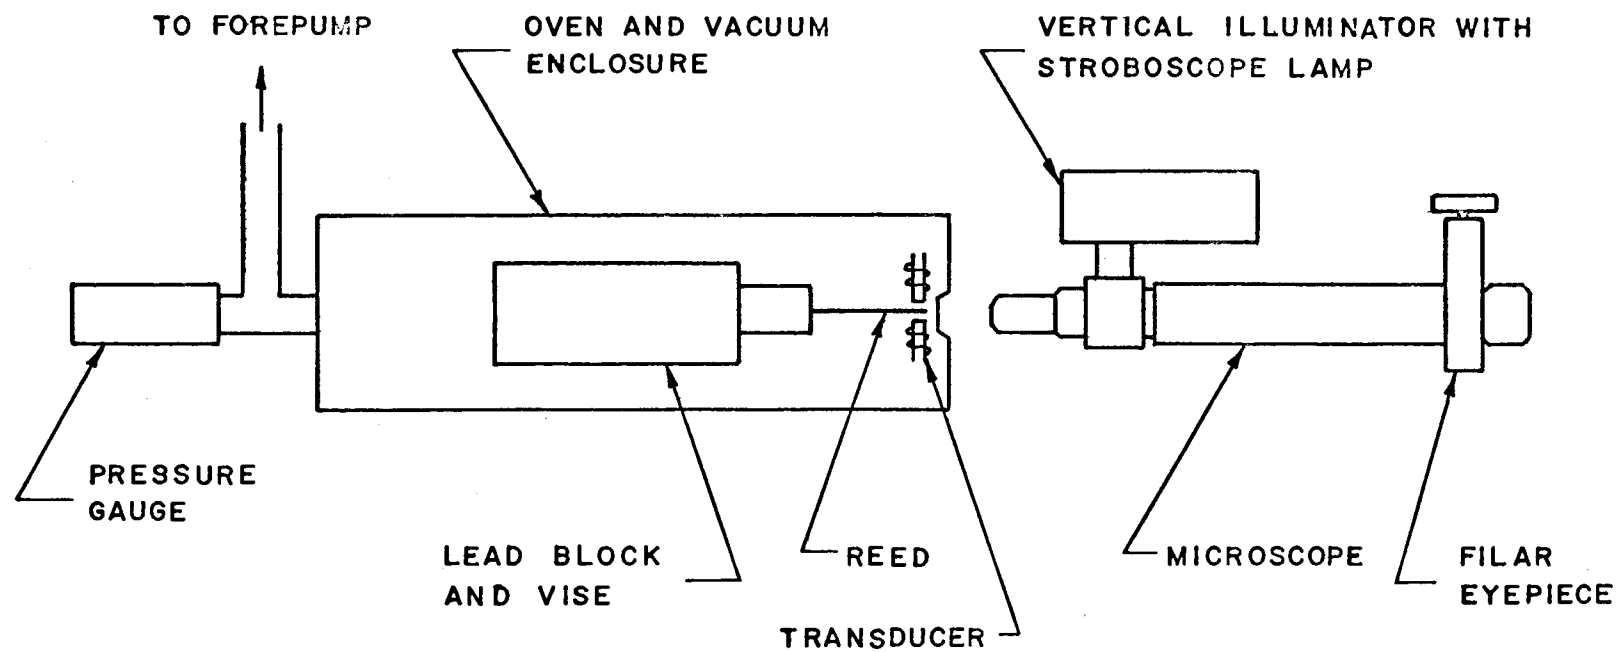 TO FOREPUMP
OVEN AND VACUUM
ENCLOSURE
VERTICAL ILLUMINATOR WITH
STROBOSCOPE LAMP
PRESSURE
GAUGE
LEAD BLOCK
AND VISE
REED
TRANSDUCER
MICROSCOPE
FILAR
EYEPIECE